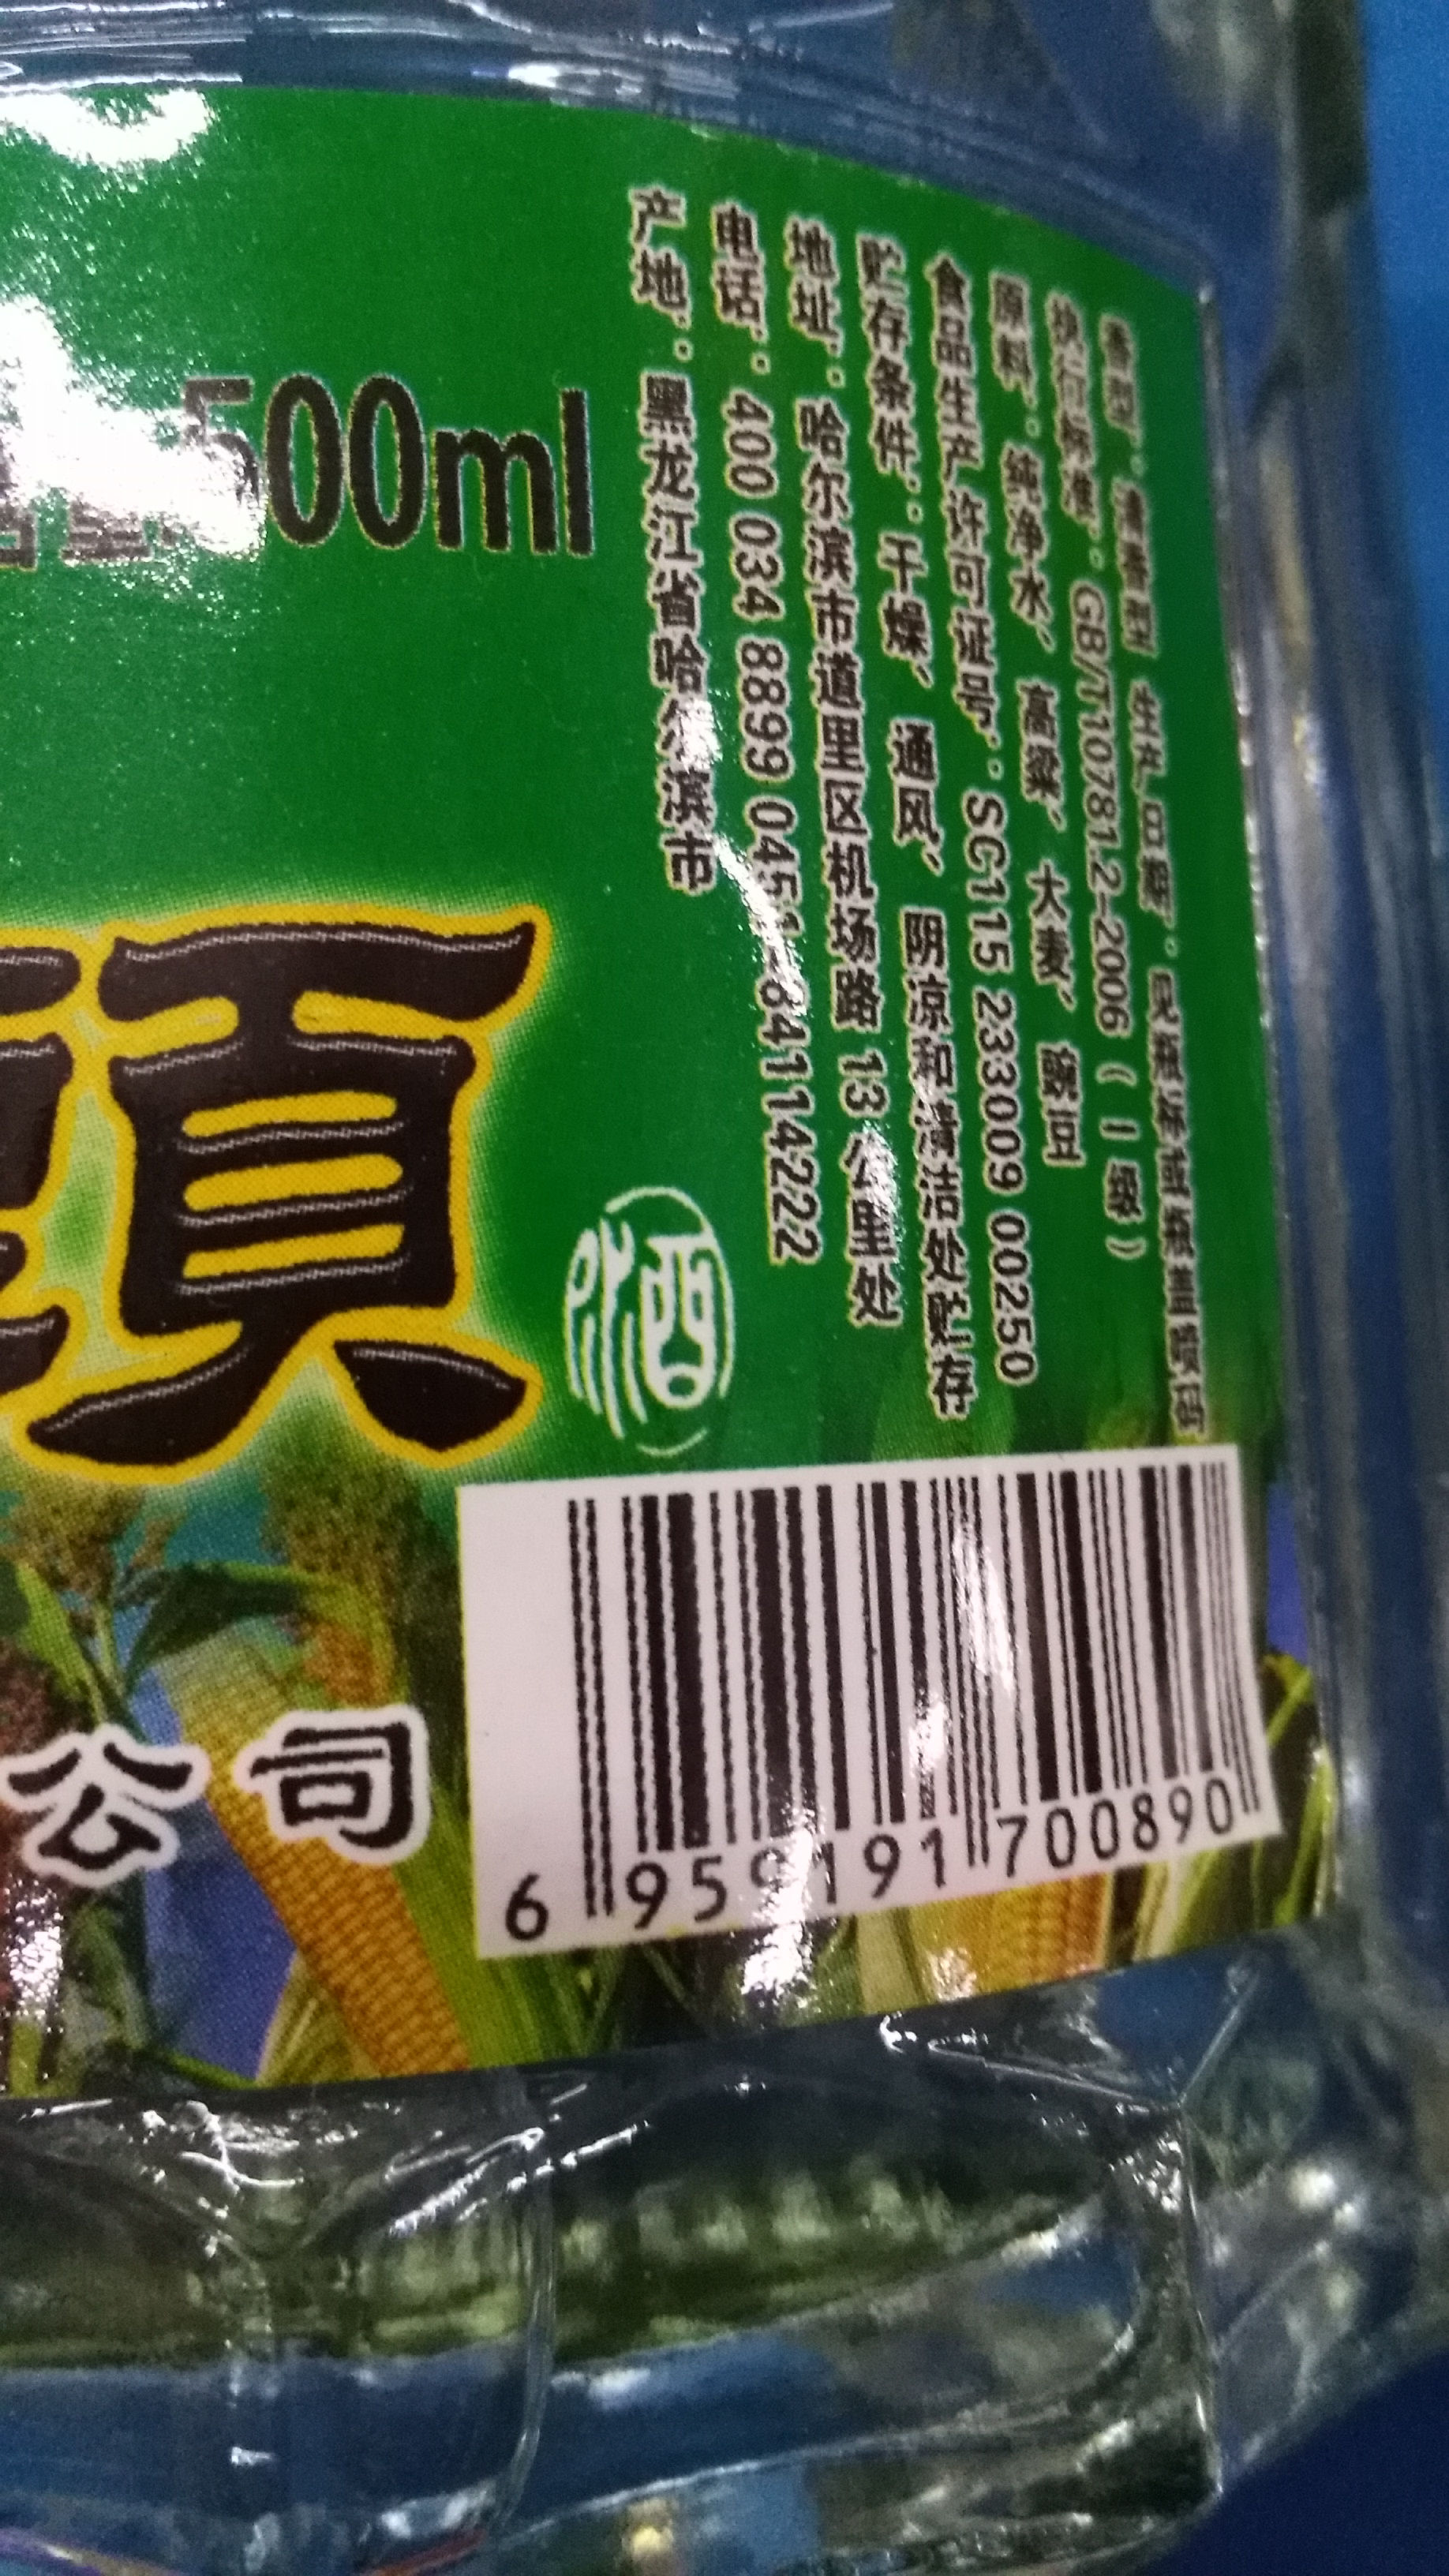 香型：清香型 生产日期：见瓶标或瓶盖喷码
执行标准：GB/T10781.2-2006（一级）
原料：纯净水、高粱、大麦、豌豆
食品生产许可证号：SC115 233009 00250
贮存条件：干燥、通风、阴凉和清洁处贮存
地址：哈尔滨市道里区机场路 13 公里处
电话：400 034 8899 0451-84114222
产地：黑龙江省哈尔滨市
500ml
酒
公司
6 959191 700890